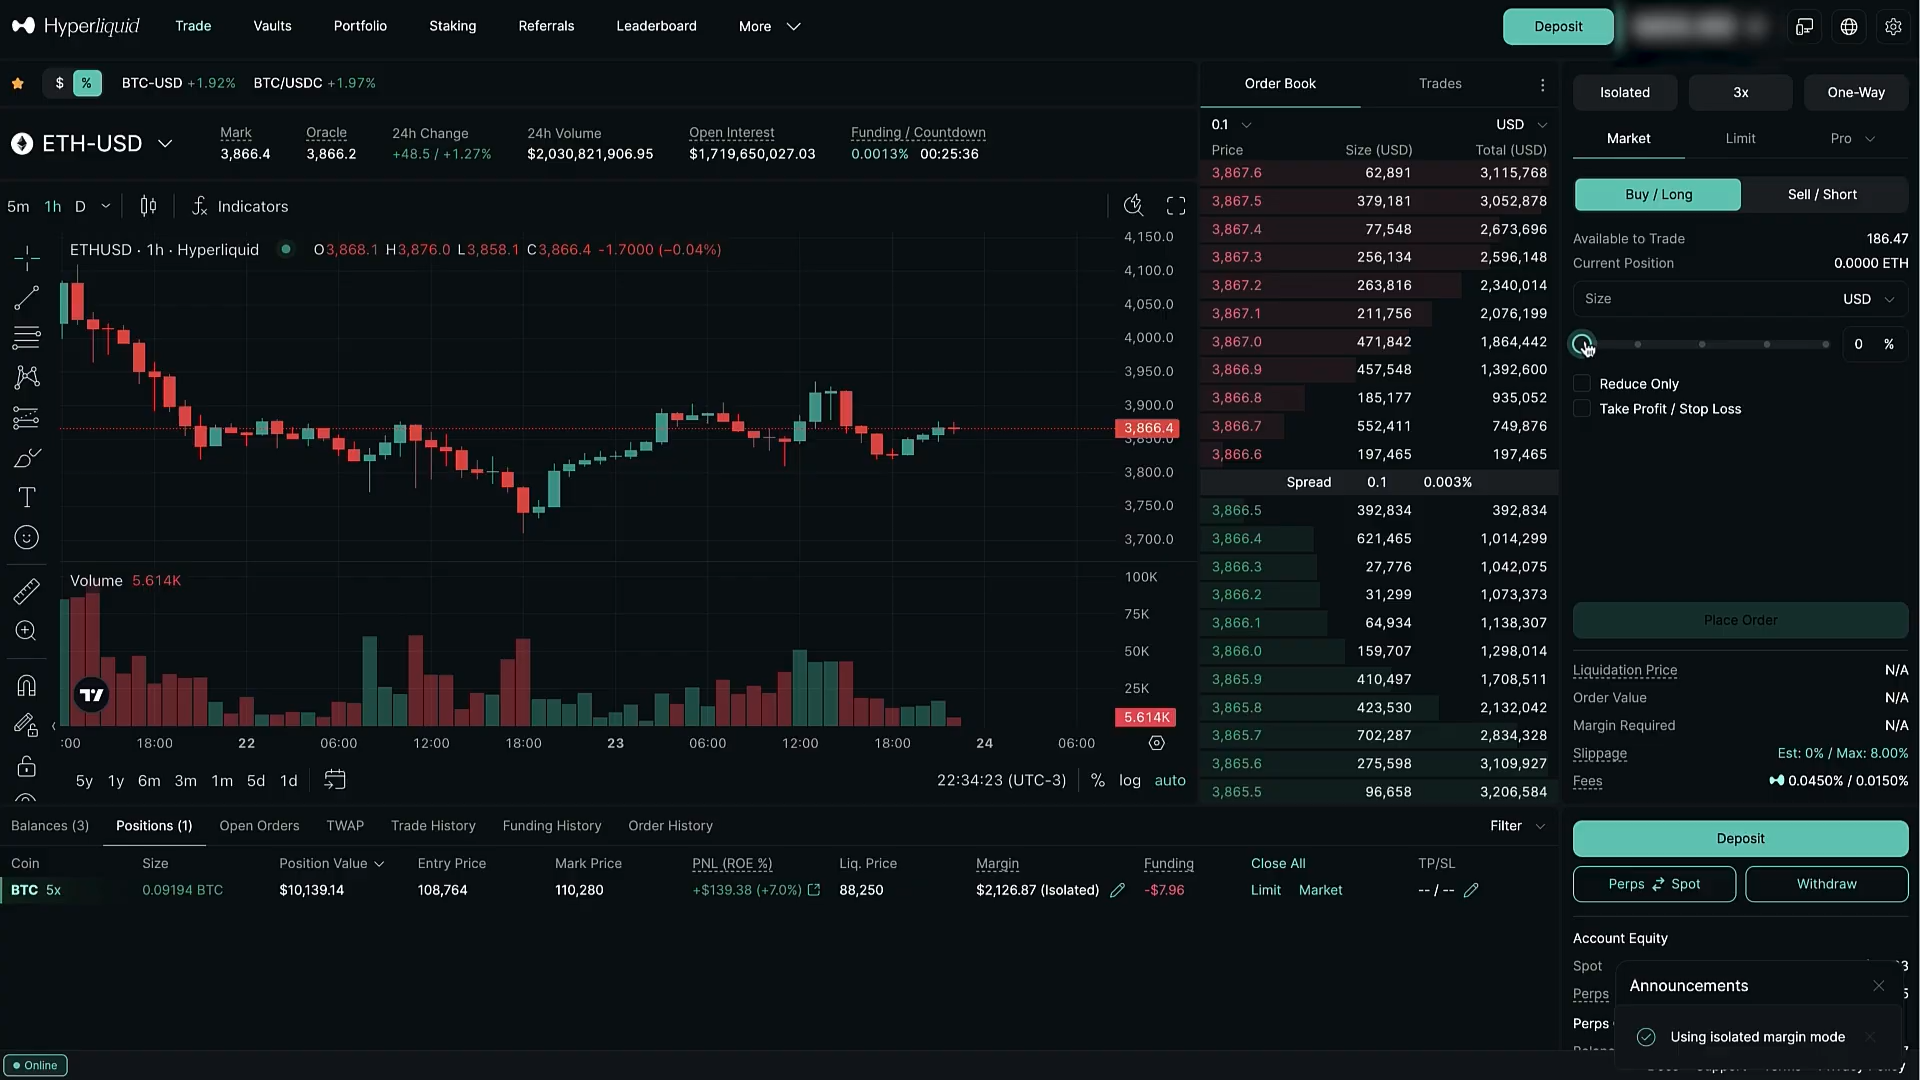 Hyperliquid Trade Vaults Portfolio Staking Referrals Leaderboard More Deposit
$ % BTC-USD +1.92% BTC/USDC +1.97%
ETH-USD
Mark 3,866.4
Oracle 3,866.2
24h Change +48.5 / +1.27%
24h Volume $2,030,821,906.95
Open Interest $1,719,650,027.03
Funding / Countdown 0.0013% 00:25:36
5m 1h D Indicators
ETHUSD · 1h · Hyperliquid O3,868.1 H3,876.0 L3,858.1 C3,866.4 -1.7000 (−0.04%)
4,150.0
4,100.0
4,050.0
4,000.0
3,950.0
3,900.0
3,866.4
3,850.0
3,800.0
3,750.0
3,700.0
Volume 5.614K
100K
75K
50K
25K
5.614K
:00 18:00 22 06:00 12:00 18:00 23 06:00 12:00 18:00 24 06:00
5y 1y 6m 3m 1m 5d 1d 22:34:23 (UTC-3) % log auto
Order Book Trades
0.1 USD
Price Size (USD) Total (USD)
3,867.6 62,891 3,115,768
3,867.5 379,181 3,052,878
3,867.4 77,548 2,673,696
3,867.3 256,134 2,596,148
3,867.2 263,816 2,340,014
3,867.1 211,756 2,076,199
3,867.0 471,842 1,864,442
3,866.9 457,548 1,392,600
3,866.8 185,177 935,052
3,866.7 552,411 749,876
3,866.6 197,465 197,465
Spread 0.1 0.003%
3,866.5 392,834 392,834
3,866.4 621,465 1,014,299
3,866.3 27,776 1,042,075
3,866.2 31,299 1,073,373
3,866.1 64,934 1,138,307
3,866.0 159,707 1,298,014
3,865.9 410,497 1,708,511
3,865.8 423,530 2,132,042
3,865.7 702,287 2,834,328
3,865.6 275,598 3,109,927
3,865.5 96,658 3,206,584
Isolated 3x One-Way
Market Limit Pro
Buy / Long Sell / Short
Available to Trade 186.47
Current Position 0.0000 ETH
Size USD
0 %
Reduce Only
Take Profit / Stop Loss
Place Order
Liquidation Price N/A
Order Value N/A
Margin Required N/A
Slippage Est: 0% / Max: 8.00%
Fees 0.0450% / 0.0150%
Balances (3) Positions (1) Open Orders TWAP Trade History Funding History Order History Filter
Coin Size Position Value Entry Price Mark Price PNL (ROE %) Liq. Price Margin Funding Close All TP/SL
BTC 5x 0.09194 BTC $10,139.14 108,764 110,280 +$139.38 (+7.0%) 88,250 $2,126.87 (Isolated) -$7.96 Limit Market -- / --
Deposit
Perps Spot Withdraw
Account Equity
Spot
Perps
Perps
Announcements
Using isolated margin mode
Online